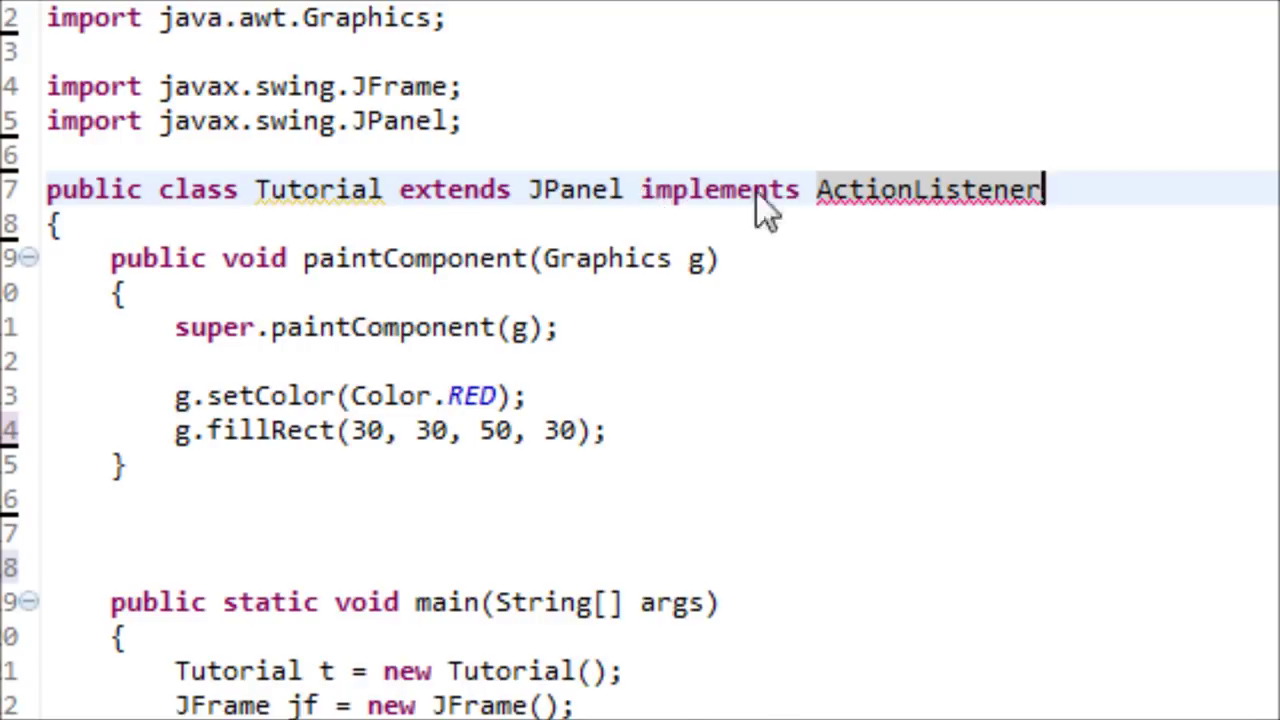 2 import java.awt.Graphics;
3
4 import javax.swing.JFrame;
5 import javax.swing.JPanel;
6
7 public class Tutorial extends JPanel implements ActionListener
8 {
9 public void paintComponent(Graphics g)
0 {
1 super.paintComponent(g);
2
3 g.setColor(Color.RED);
4 g.fillRect(30, 30, 50, 30);
5 }
6
7
8
9 public static void main(String[] args)
0 {
1 Tutorial t = new Tutorial();
2 JFrame jf = new JFrame();